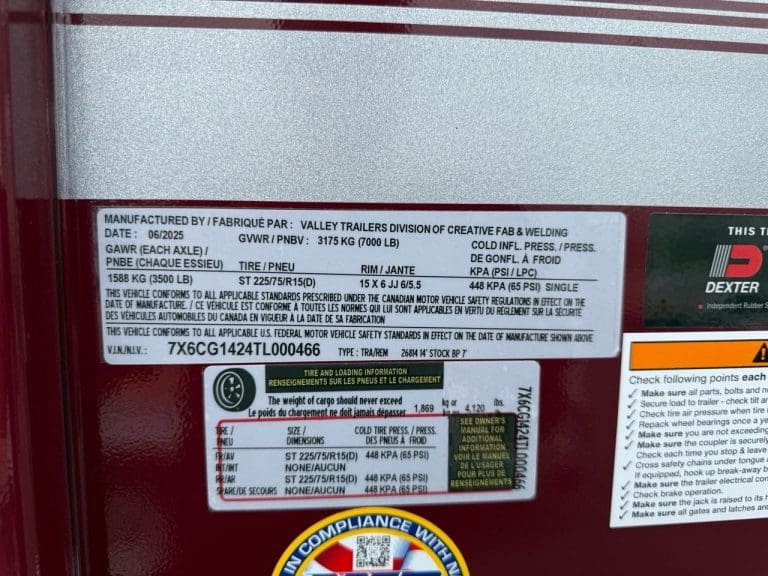 MANUFACTURED BY / FABRIQUÉ PAR : VALLEY TRAILERS DIVISION OF CREATIVE FAB & WELDING
DATE : 06/2025 GVWR / PNBV : 3175 KG (7000 LB)
GAWR (EACH AXLE) / COLD INFL. PRESS. / PRESS.
PNBE (CHAQUE ESSIEU) TIRE / PNEU RIM / JANTE DE GONFL. À FROID
KPA (PSI / LPC)
1588 KG (3500 LB) ST 225/75/R15(D) 15 X 6 JJ 6/5.5 448 KPA (65 PSI) SINGLE
THIS VEHICLE CONFORMS TO ALL APPLICABLE STANDARDS PRESCRIBED UNDER THE CANADIAN MOTOR VEHICLE SAFETY REGULATIONS IN EFFECT ON THE
DATE OF MANUFACTURE. / CE VÉHICULE EST CONFORME À TOUTES LES NORMES QUI LUI SONT APPLICABLES EN VERTU DU RÈGLEMENT SUR LA SÉCURITÉ
DES VÉHICULES AUTOMOBILES DU CANADA EN VIGUEUR À LA DATE DE SA FABRICATION
THIS VEHICLE CONFORMS TO ALL APPLICABLE U.S. FEDERAL MOTOR VEHICLE SAFETY STANDARDS IN EFFECT ON THE DATE OF MANUFACTURE SHOWN ABOVE
V.I.N./N.I.V.: 7X6CG1424TL000466 TYPE : TRA/REM 26814 14' STOCK BP 7'
TIRE AND LOADING INFORMATION
RENSEIGNEMENTS SUR LES PNEUS ET LE CHARGEMENT
The weight of cargo should never exceed kg or lbs.
Le poids du chargement ne doit jamais dépasser 1,869 kg ou 4,120 lb.
TIRE / SIZE / COLD TIRE PRESS. / PRESS.
PNEU DIMENSIONS DES PNEUS À FROID
FR/AV ST 225/75/R15(D) 448 KPA (65 PSI)
INT/INT NONE/AUCUN
RR/AR ST 225/75/R15(D) 448 KPA (65 PSI)
SPARE/DE SECOURS NONE/AUCUN 448 KPA (65 PSI)
SEE OWNER'S
MANUAL FOR
ADDITIONAL
INFORMATION
VOIR LE MANUEL
DE L'USAGER
POUR PLUS DE
RENSEIGNEMENTS
7X6CG1424TL000466
IN COMPLIANCE WITH N
THIS T
DEXTER
Independent Rubber S
Check following points each
Make sure all parts, bolts and n
Secure load to trailer - check tilt an
Check tire air pressure when tire i
Repack wheel bearings once a ye
Make sure you are not exceeding
Make sure the coupler is securely
Check each time you stop & leave
Cross safety chains under tongue a
If equipped, hook up break-away b
Make sure the trailer electrical con
Check brake operation.
Make sure the jack is raised to its h
Make sure all gates and latches are